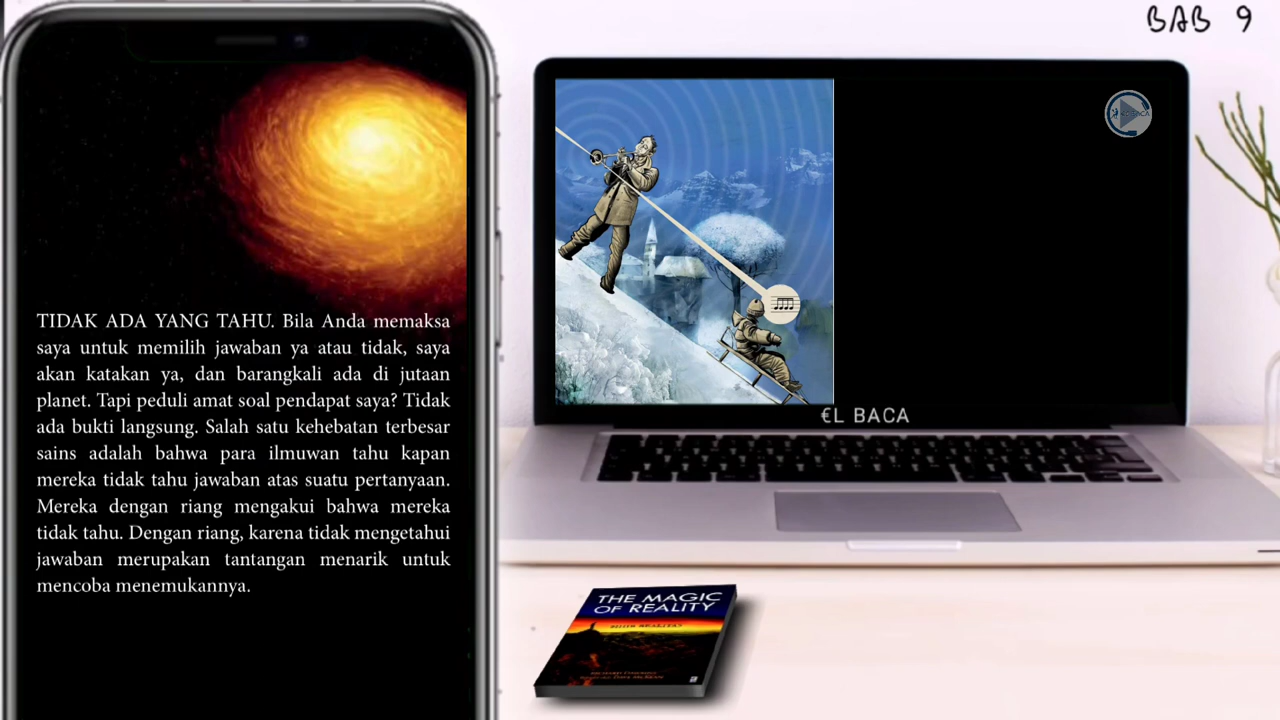 BAB 9
TIDAK ADA YANG TAHU. Bila Anda memaksa
saya untuk memilih jawaban ya atau tidak, saya
akan katakan ya, dan barangkali ada di jutaan
planet. Tapi peduli amat soal pendapat saya? Tidak
ada bukti langsung. Salah satu kehebatan terbesar
sains adalah bahwa para ilmuwan tahu kapan
mereka tidak tahu jawaban atas suatu pertanyaan.
Mereka dengan riang mengakui bahwa mereka
tidak tahu. Dengan riang, karena tidak mengetahui
jawaban merupakan tantangan menarik untuk
mencoba menemukannya.
€L BACA
THE MAGIC
OF REALITY